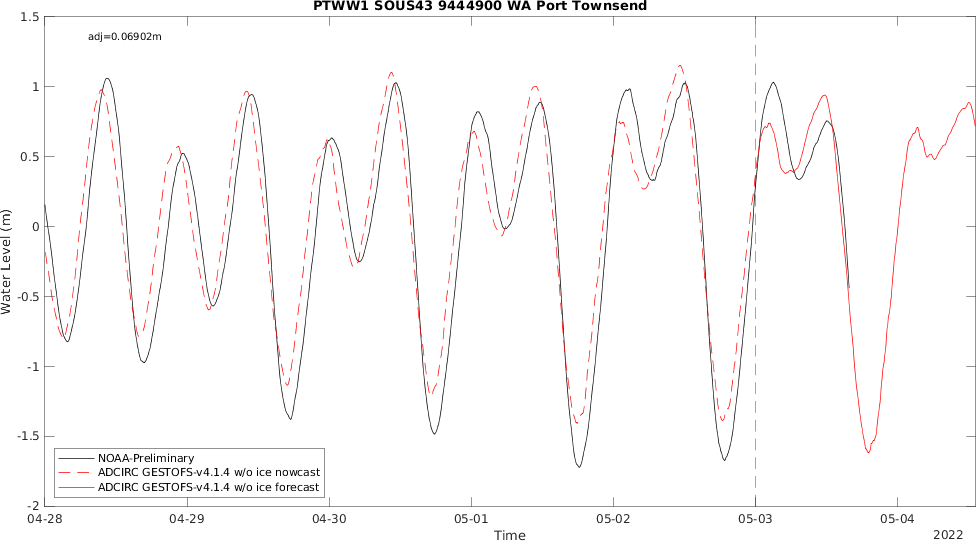 PTWW1 SOUS43 9444900 WA Port Townsend
adj=0.06902m
Water Level (m)
1.5
1
0.5
0
-0.5
-1
-1.5
-2
NOAA-Preliminary
ADCIRC GESTOFS-v4.1.4 w/o ice nowcast
ADCIRC GESTOFS-v4.1.4 w/o ice forecast
04-28 04-29 04-30 05-01 05-02 05-03 05-04
Time
2022